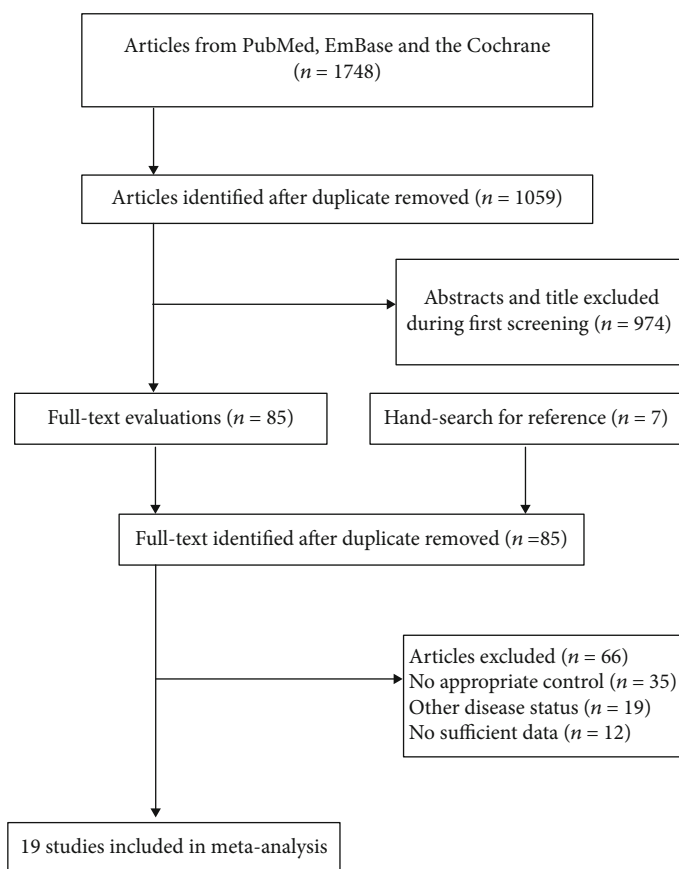 Articles from PubMed, EmBase and the Cochrane
(n = 1748)
Articles identified after duplicate removed (n = 1059)
Abstracts and title excluded
during first screening (n = 974)
Full-text evaluations (n = 85)
Hand-search for reference (n = 7)
Full-text identified after duplicate removed (n =85)
Articles excluded (n = 66)
No appropriate control (n = 35)
Other disease status (n = 19)
No sufficient data (n = 12)
19 studies included in meta-analysis